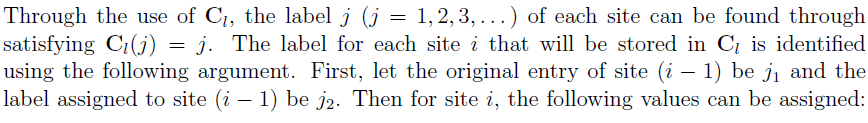 Through the use of C_l, the label j (j = 1, 2, 3, . . .) of each site can be found through
satisfying C_l(j) = j. The label for each site i that will be stored in C_l is identified
using the following argument. First, let the original entry of site (i − 1) be j_1 and the
label assigned to site (i − 1) be j_2. Then for site i, the following values can be assigned: